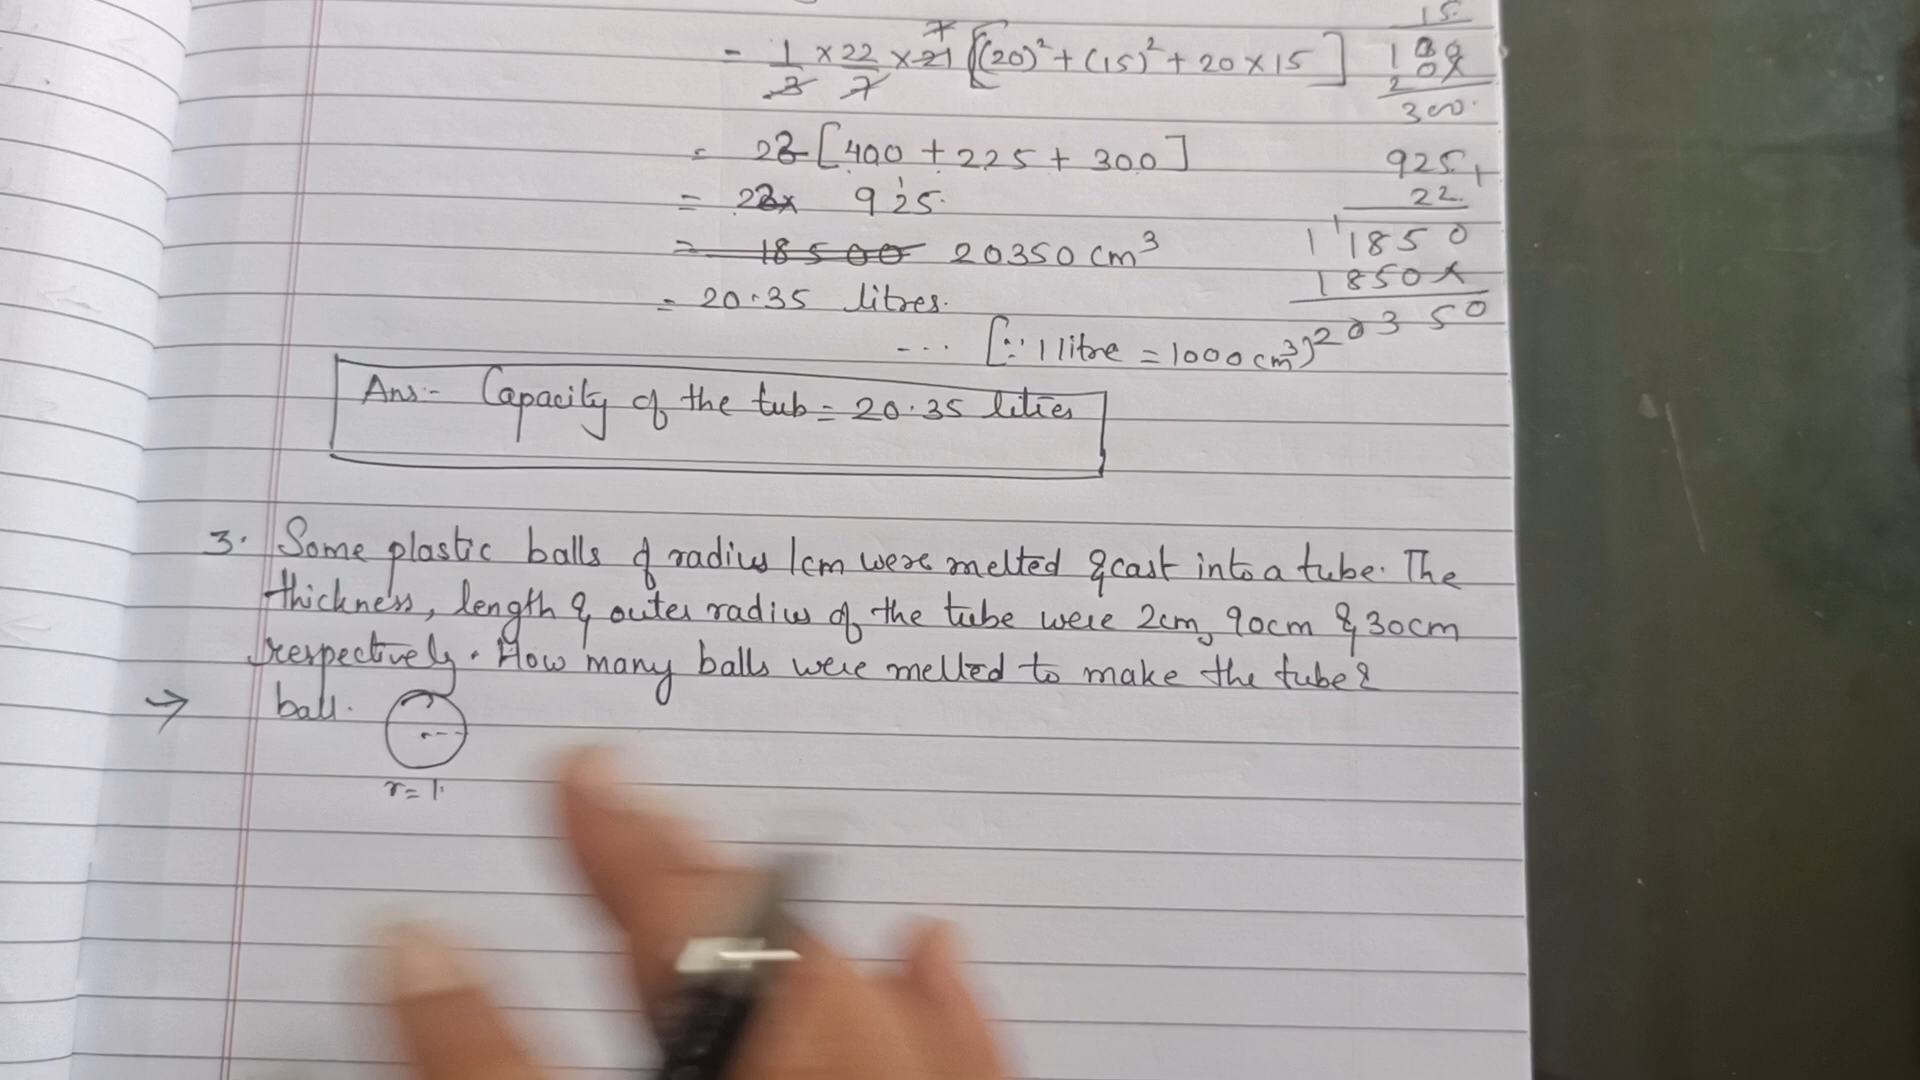 = 1/3 × 22/7 × 21 7 [(20)² + (15)² + 20 × 15]
= 22 [400 + 225 + 300]
= 22 × 925
= 18500 20350 cm³
= 20.35 litres.
... [∵ 1 litre = 1000 cm³]
15
20×
300
925
22
1850
1850×
20350
Ans:- Capacity of the tub = 20.35 litres
3. Some plastic balls of radius 1cm were melted & cast into a tube. The
thickness, length & outer radius of the tube were 2cm, 90cm & 30cm
respectively. How many balls were melted to make the tube?
→ ball.
r = 1